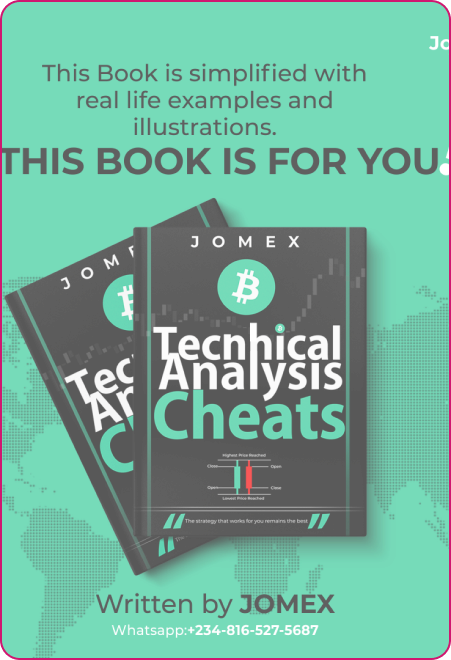 Jo
This Book is simplified with
real life examples and
illustrations.
THIS BOOK IS FOR YOU
JOME
JOMEX
Tecnhical
Analysis
Cheats
Tec
An
C
Highest Price Reached
Close
Open
Open
Close
Lowest Price Reached
The strategy that works for you remains the best
Written by JOMEX
Whatsapp:+234-816-527-5687